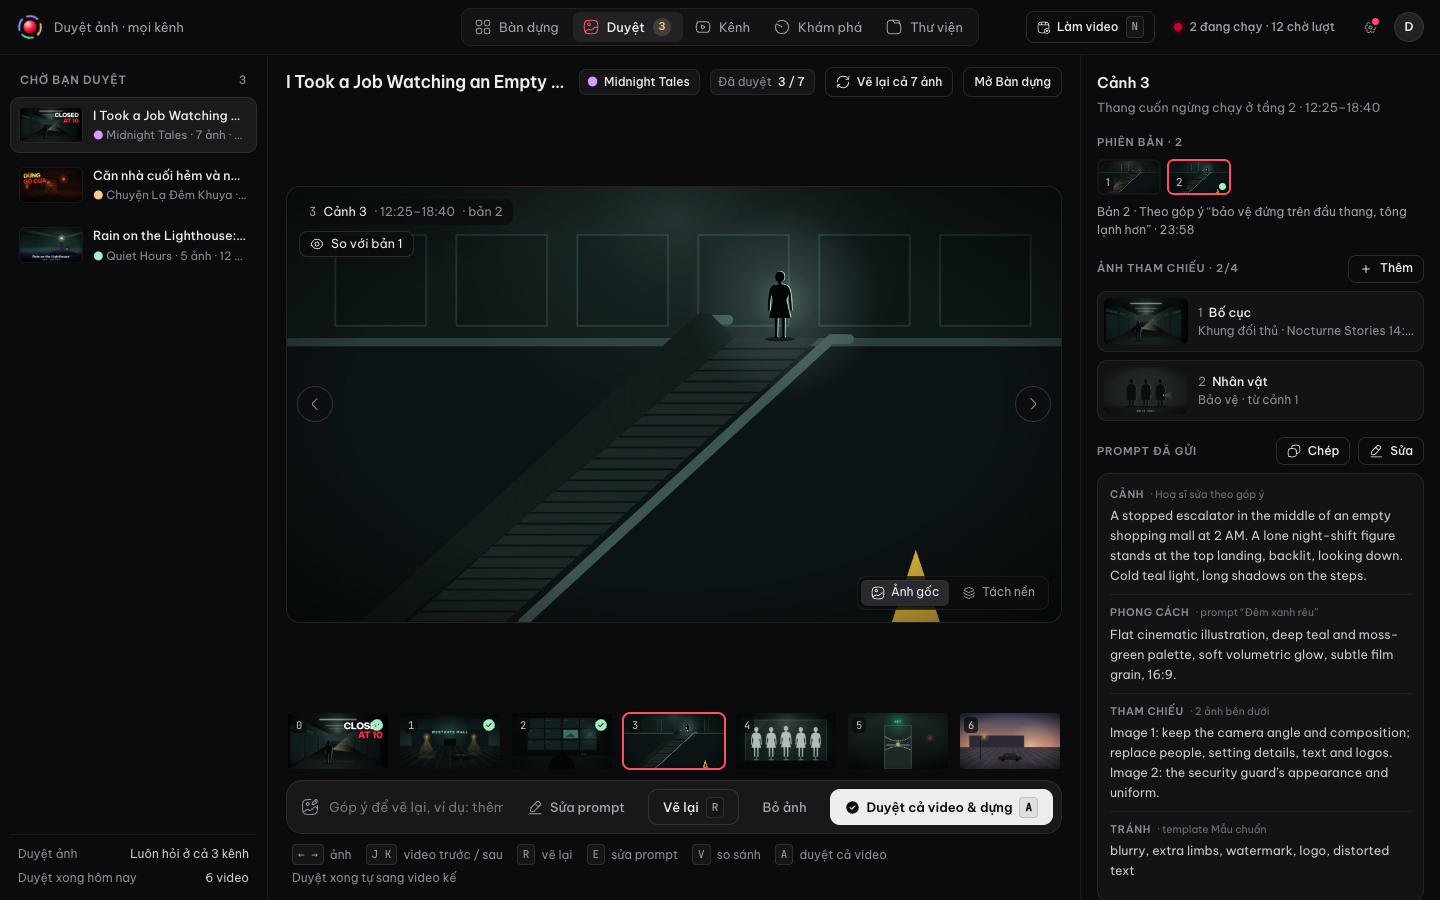 Duyệt ảnh · mọi kênh
Bàn dựng
Duyệt 3
Kênh
Khám phá
Thư viện
Làm video N
2 đang chạy · 12 chờ lượt
D
CHỜ BẠN DUYỆT 3
CLOSED
AT 10
I Took a Job Watching ...
Midnight Tales · 7 ảnh · ...
ĐỪNG
GÕ CỬA
Căn nhà cuối hẻm và n...
Chuyện Lạ Đêm Khuya · ...
Rain on the Lighthouse
Rain on the Lighthouse:...
Quiet Hours · 5 ảnh · 12 ...
Duyệt ảnh Luôn hỏi ở cả 3 kênh
Duyệt xong hôm nay 6 video
I Took a Job Watching an Empty ...
Midnight Tales
Đã duyệt 3 / 7
Vẽ lại cả 7 ảnh
Mở Bàn dựng
3 Cảnh 3 · 12:25–18:40 · bản 2
So với bản 1
Ảnh gốc
Tách nền
0
CLOSED
AT 10
1
WESTGATE MALL
2
3
4
5
6
Góp ý để vẽ lại, ví dụ: thêm
Sửa prompt
Vẽ lại R
Bỏ ảnh
Duyệt cả video & dựng A
← → ảnh
J K video trước / sau
R vẽ lại
E sửa prompt
V so sánh
A duyệt cả video
Duyệt xong tự sang video kế
Cảnh 3
Thang cuốn ngừng chạy ở tầng 2 · 12:25–18:40
PHIÊN BẢN · 2
1
2
Bản 2 · Theo góp ý “bảo vệ đứng trên đầu thang, tông
lạnh hơn” · 23:58
ẢNH THAM CHIẾU · 2/4
Thêm
1 Bố cục
Khung đối thủ · Nocturne Stories 14:...
2 Nhân vật
Bảo vệ · từ cảnh 1
PROMPT ĐÃ GỬI
Chép
Sửa
CẢNH · Hoạ sĩ sửa theo góp ý
A stopped escalator in the middle of an empty
shopping mall at 2 AM. A lone night-shift figure
stands at the top landing, backlit, looking down.
Cold teal light, long shadows on the steps.
PHONG CÁCH · prompt “Đêm xanh rêu”
Flat cinematic illustration, deep teal and moss-
green palette, soft volumetric glow, subtle film
grain, 16:9.
THAM CHIẾU · 2 ảnh bên dưới
Image 1: keep the camera angle and composition;
replace people, setting details, text and logos.
Image 2: the security guard’s appearance and
uniform.
TRÁNH · template Mẫu chuẩn
blurry, extra limbs, watermark, logo, distorted
text